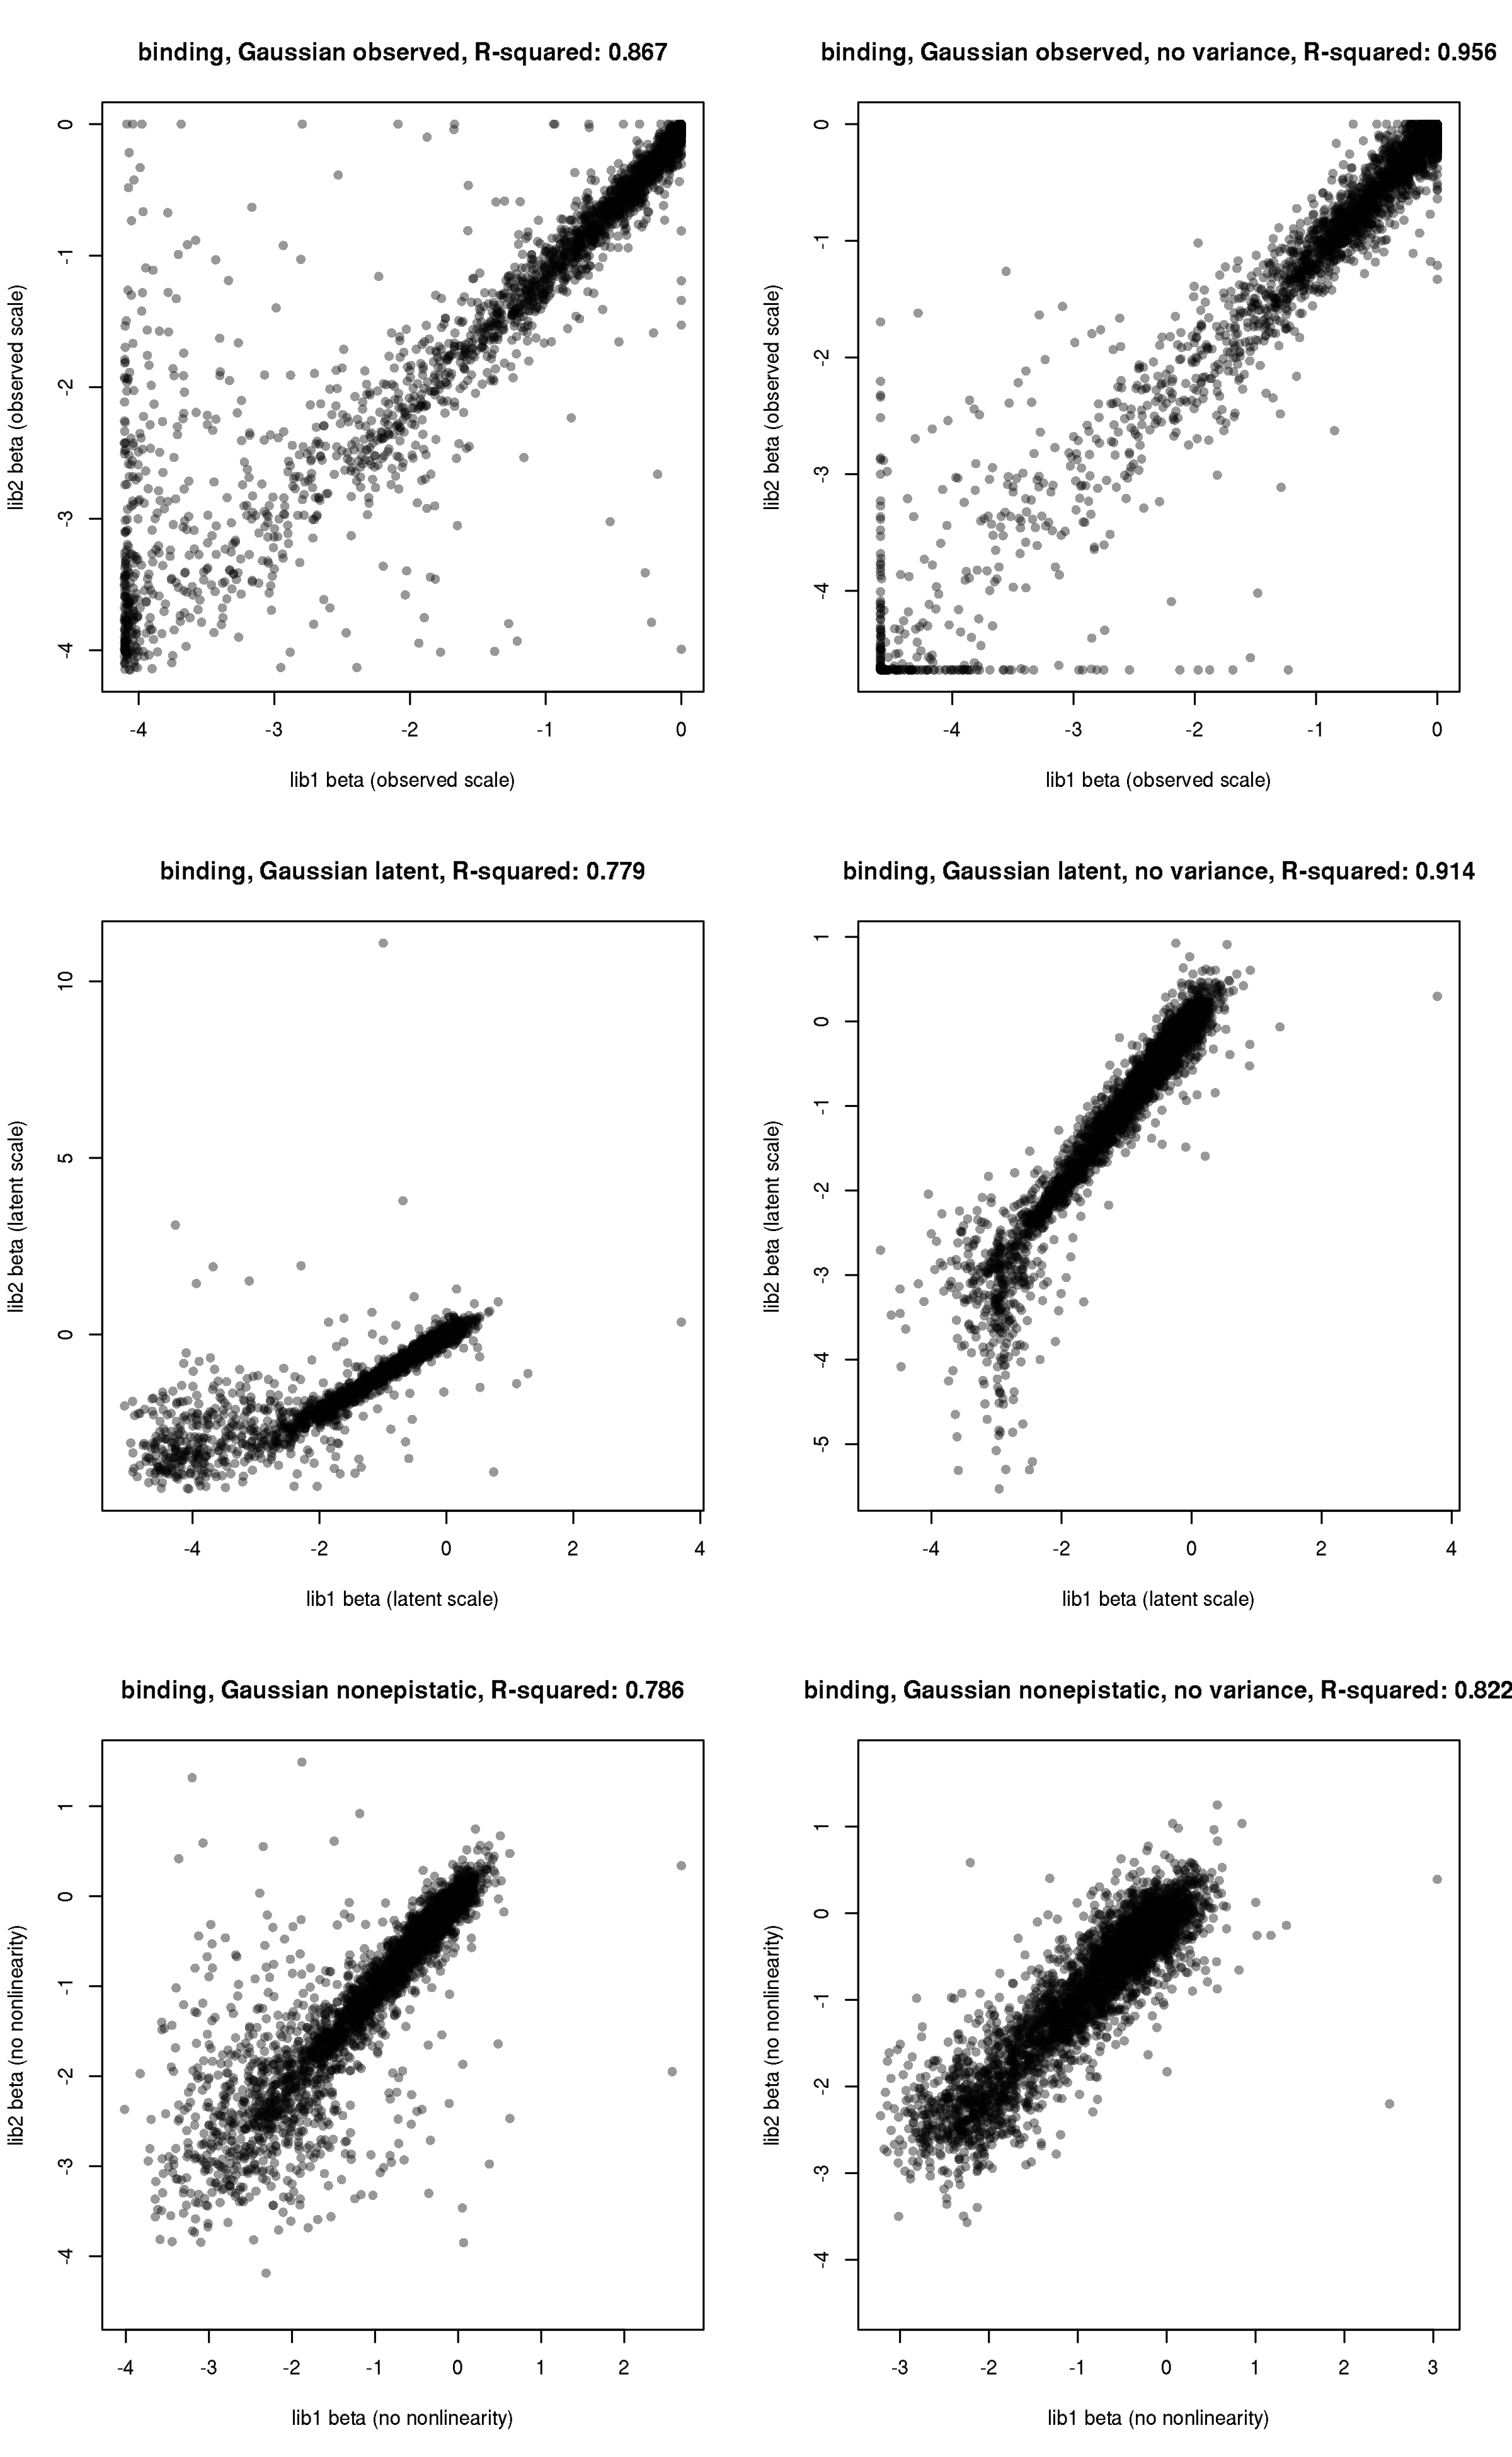 binding, Gaussian observed, R-squared: 0.867
lib2 beta (observed scale)
0
-1
-2
-3
-4
-4 -3 -2 -1 0
lib1 beta (observed scale)
binding, Gaussian observed, no variance, R-squared: 0.956
lib2 beta (observed scale)
0
-1
-2
-3
-4
-4 -3 -2 -1 0
lib1 beta (observed scale)
binding, Gaussian latent, R-squared: 0.779
lib2 beta (latent scale)
10
5
0
-4 -2 0 2 4
lib1 beta (latent scale)
binding, Gaussian latent, no variance, R-squared: 0.914
lib2 beta (latent scale)
1
0
-1
-2
-3
-4
-5
-4 -2 0 2 4
lib1 beta (latent scale)
binding, Gaussian nonepistatic, R-squared: 0.786
lib2 beta (no nonlinearity)
1
0
-1
-2
-3
-4
-4 -3 -2 -1 0 1 2
lib1 beta (no nonlinearity)
binding, Gaussian nonepistatic, no variance, R-squared: 0.822
lib2 beta (no nonlinearity)
1
0
-1
-2
-3
-4
-3 -2 -1 0 1 2 3
lib1 beta (no nonlinearity)